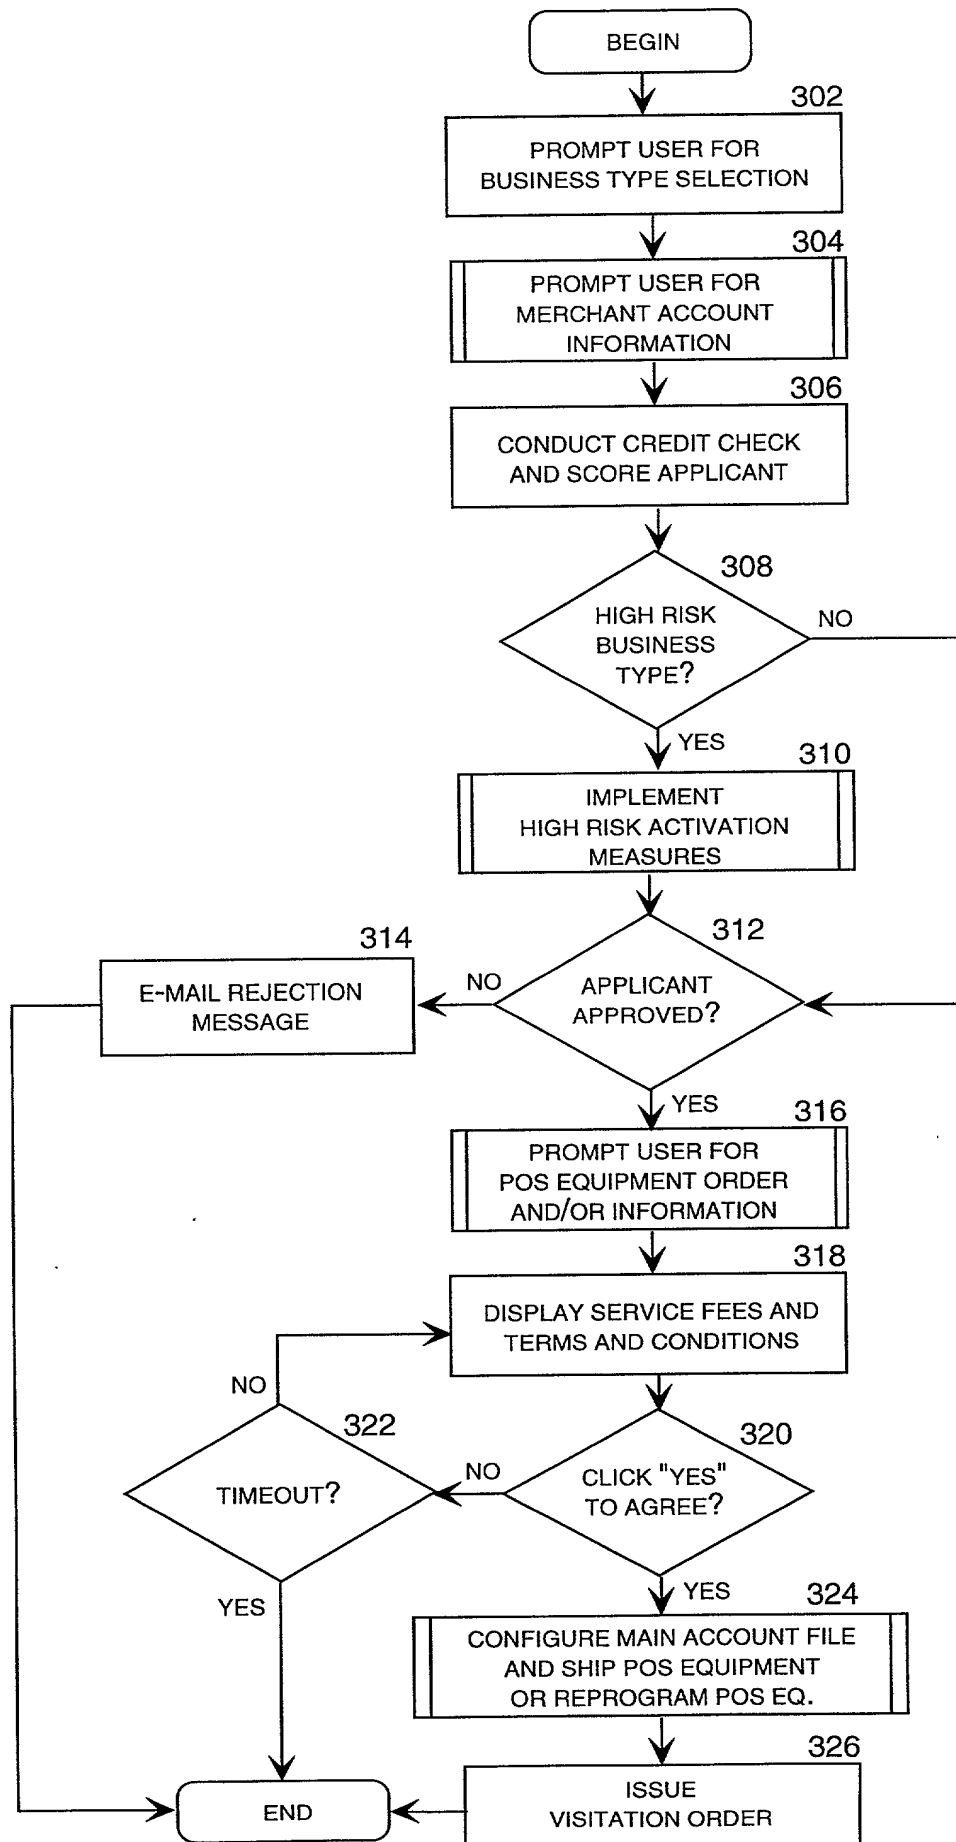 BEGIN
302
PROMPT USER FOR
BUSINESS TYPE SELECTION
304
PROMPT USER FOR
MERCHANT ACCOUNT
INFORMATION
306
CONDUCT CREDIT CHECK
AND SCORE APPLICANT
308
HIGH RISK
BUSINESS
TYPE?
NO
YES
310
IMPLEMENT
HIGH RISK ACTIVATION
MEASURES
312
APPLICANT
APPROVED?
NO
314
E-MAIL REJECTION
MESSAGE
YES
316
PROMPT USER FOR
POS EQUIPMENT ORDER
AND/OR INFORMATION
318
DISPLAY SERVICE FEES AND
TERMS AND CONDITIONS
NO
322
TIMEOUT?
NO
320
CLICK "YES"
TO AGREE?
YES
YES
324
CONFIGURE MAIN ACCOUNT FILE
AND SHIP POS EQUIPMENT
OR REPROGRAM POS EQ.
326
ISSUE
VISITATION ORDER
END